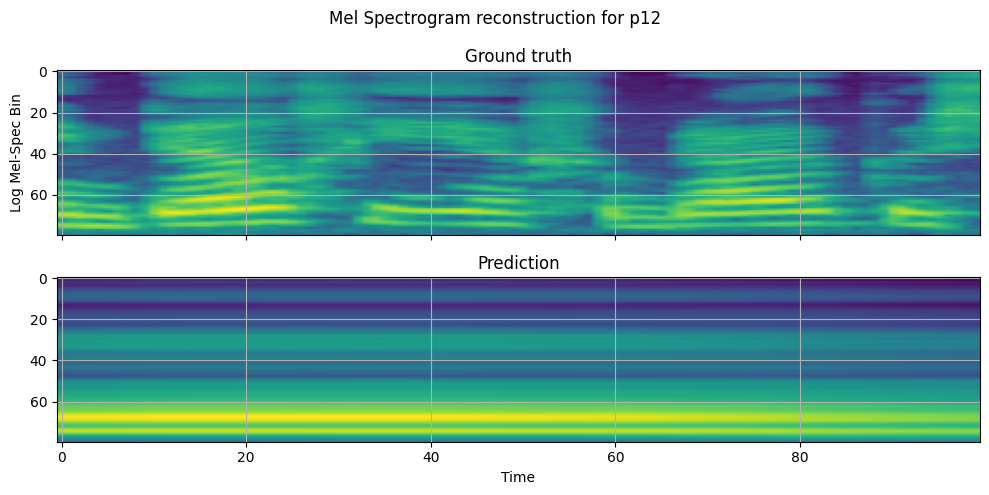 Mel Spectrogram reconstruction for p12
Ground truth
0
20
40
60
Log Mel-Spec Bin
Prediction
0
20
40
60
0 20 40 60 80
Time